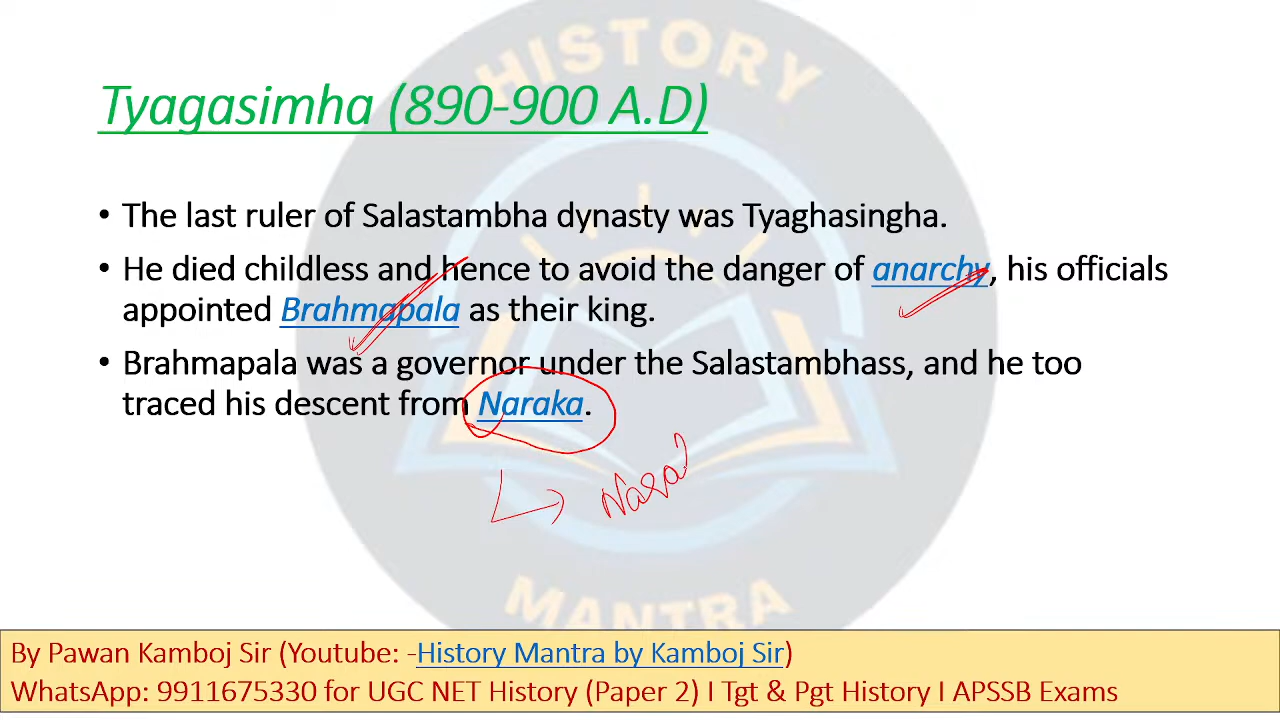 HISTORY
Tyagasimha (890-900 A.D)
• The last ruler of Salastambha dynasty was Tyaghasingha.
• He died childless and hence to avoid the danger of anarchy, his officials
appointed Brahmapala as their king.
• Brahmapala was a governor under the Salastambhass, and he too
traced his descent from Naraka.
MANTRA
By Pawan Kamboj Sir (Youtube: -History Mantra by Kamboj Sir)
WhatsApp: 9911675330 for UGC NET History (Paper 2) I Tgt & Pgt History I APSSB Exams